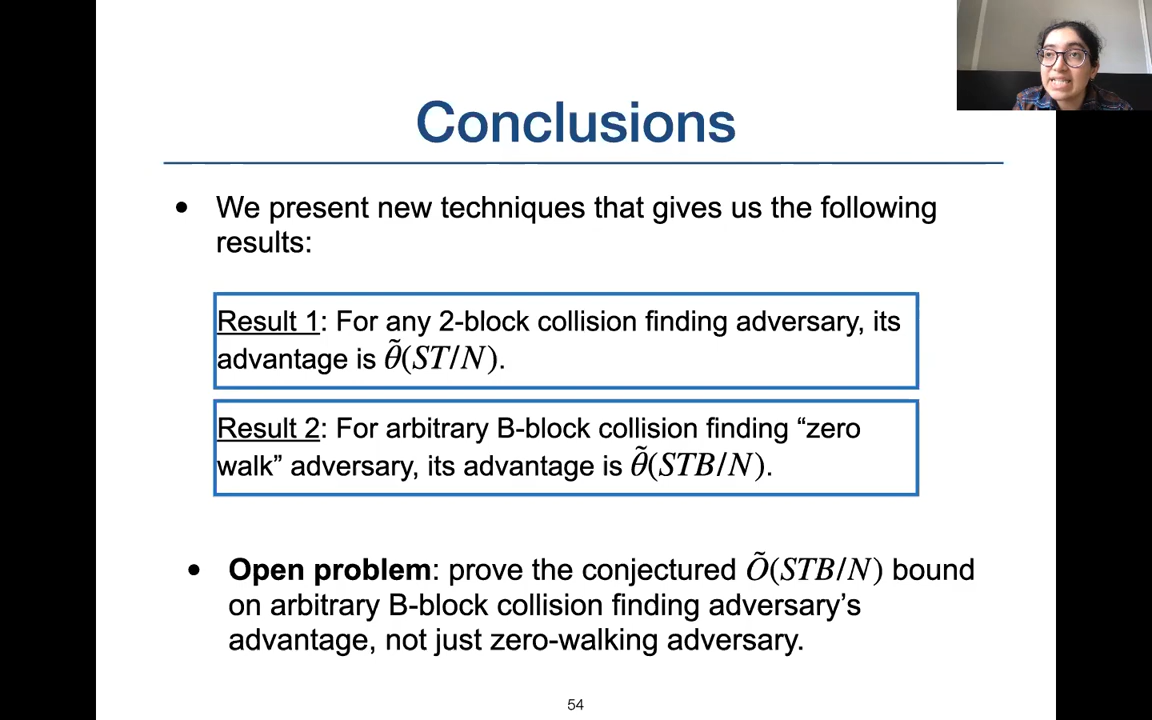 Conclusions
• We present new techniques that gives us the following
results:
Result 1: For any 2-block collision finding adversary, its
advantage is θ̃(ST/N).
Result 2: For arbitrary B-block collision finding “zero
walk” adversary, its advantage is θ̃(STB/N).
• Open problem: prove the conjectured Õ(STB/N) bound
on arbitrary B-block collision finding adversary’s
advantage, not just zero-walking adversary.
54